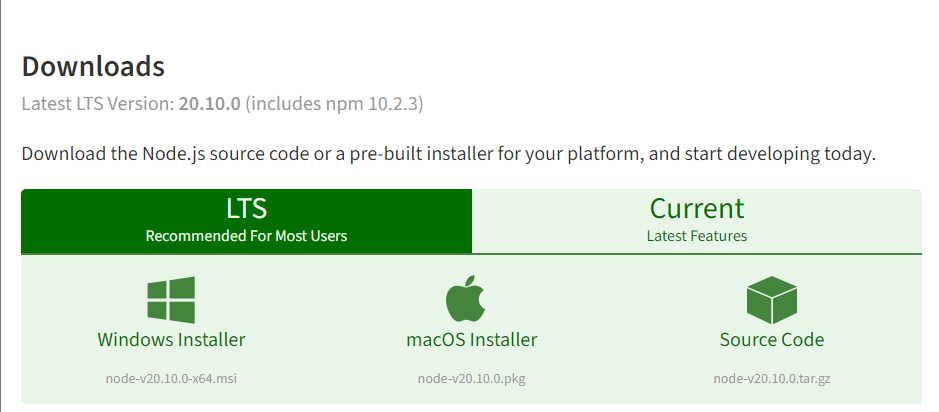 Downloads
Latest LTS Version: 20.10.0 (includes npm 10.2.3)
Download the Node.js source code or a pre-built installer for your platform, and start developing today.
LTS
Recommended For Most Users
Current
Latest Features
Windows Installer
node-v20.10.0-x64.msi
macOS Installer
node-v20.10.0.pkg
Source Code
node-v20.10.0.tar.gz